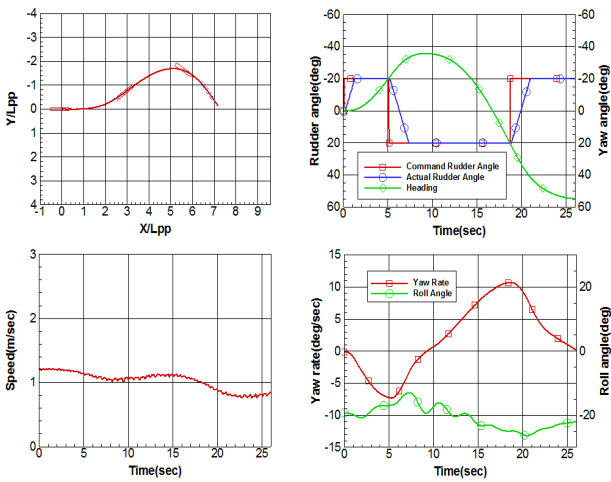 -4
-3
-2
-1
0
1
2
3
4
Y/Lpp
-1 0 1 2 3 4 5 6 7 8 9
X/Lpp
-60
-40
-20
0
20
40
60
Rudder angle(deg)
-60
-40
-20
0
20
40
60
Yaw angle(deg)
Command Rudder Angle
Actual Rudder Angle
Heading
0 5 10 15 20 25
Time(sec)
3
2
1
0
Speed(m/sec)
0 5 10 15 20 25
Time(sec)
15
10
5
0
-5
-10
-15
Yaw rate(deg/sec)
20
0
-20
Roll angle(deg)
Yaw Rate
Roll Angle
0 5 10 15 20 25
Time(sec)